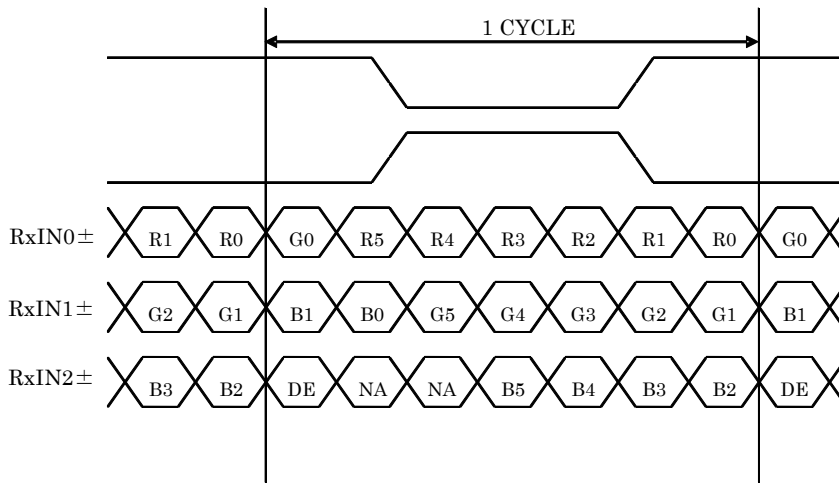 1 CYCLE
RxIN0± R1 R0 G0 R5 R4 R3 R2 R1 R0 G0
RxIN1± G2 G1 B1 B0 G5 G4 G3 G2 G1 B1
RxIN2± B3 B2 DE NA NA B5 B4 B3 B2 DE